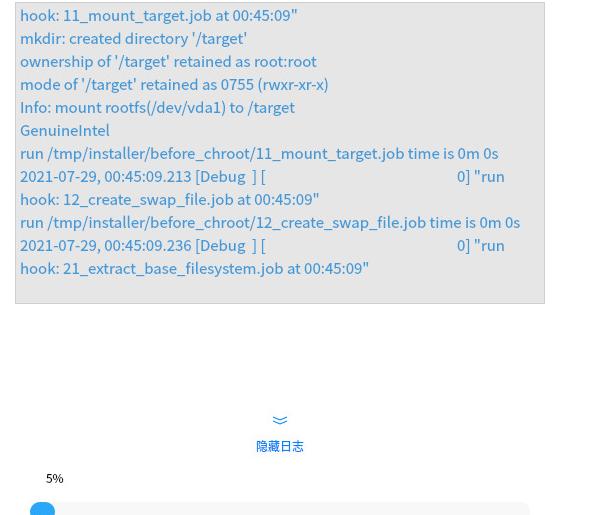 hook: 11_mount_target.job at 00:45:09"
mkdir: created directory '/target'
ownership of '/target' retained as root:root
mode of '/target' retained as 0755 (rwxr-xr-x)
Info: mount rootfs(/dev/vda1) to /target
GenuineIntel
run /tmp/installer/before_chroot/11_mount_target.job time is 0m 0s
2021-07-29, 00:45:09.213 [Debug ] [ 0] "run
hook: 12_create_swap_file.job at 00:45:09"
run /tmp/installer/before_chroot/12_create_swap_file.job time is 0m 0s
2021-07-29, 00:45:09.236 [Debug ] [ 0] "run
hook: 21_extract_base_filesystem.job at 00:45:09"
隐藏日志
5%